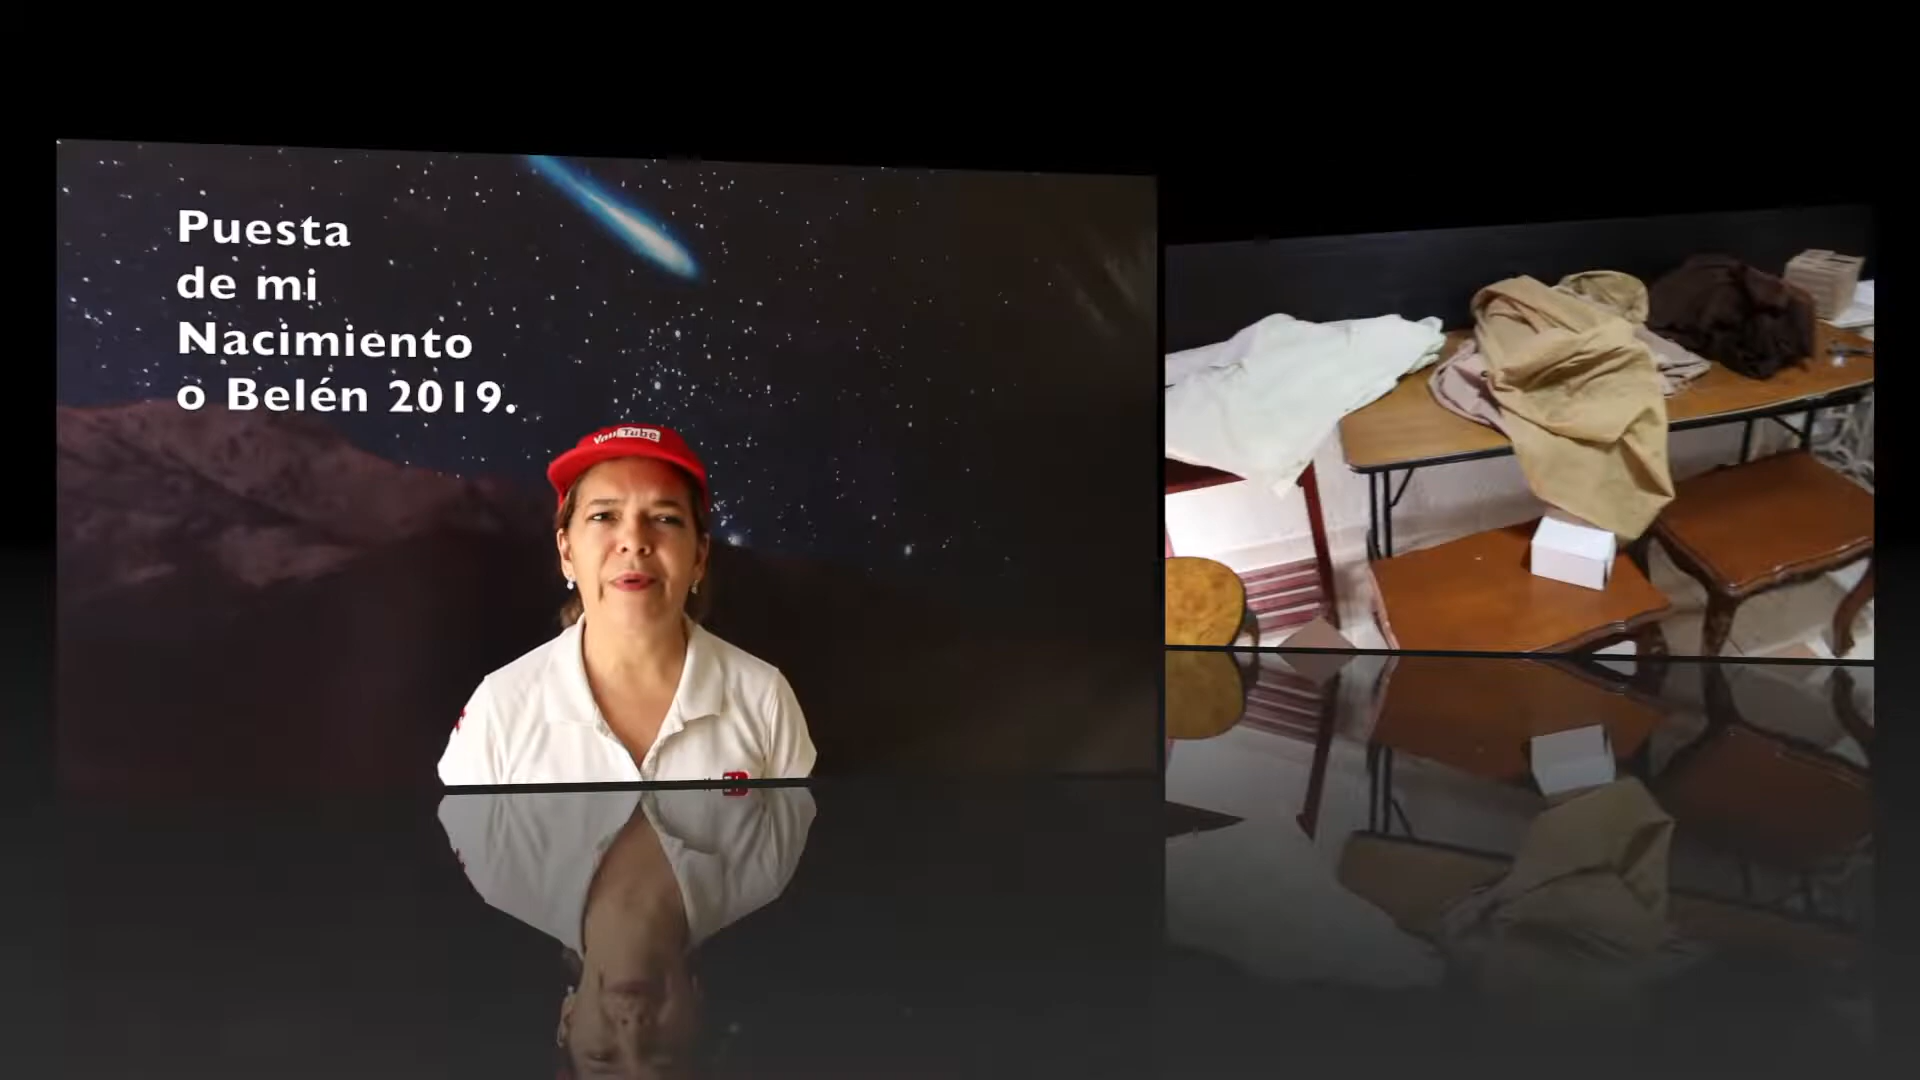 Puesta
de mi
Nacimiento
o Belén 2019.
YouTube